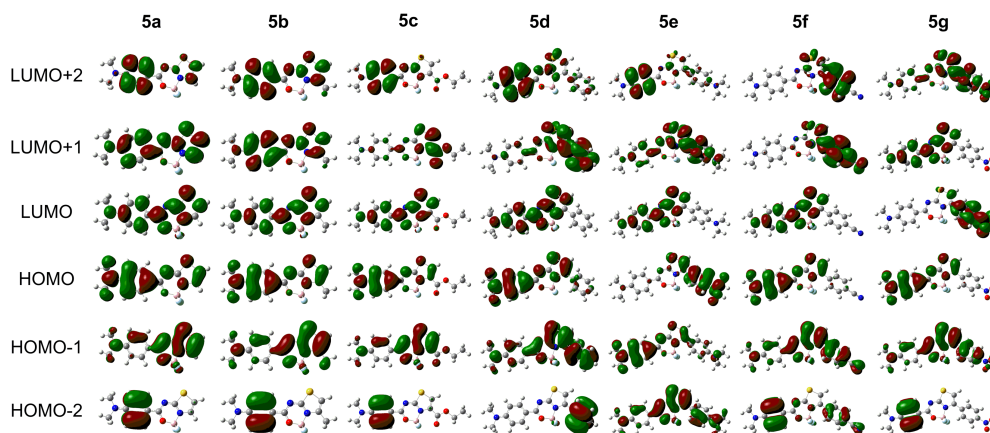 5a 5b 5c 5d 5e 5f 5g
LUMO+2
LUMO+1
LUMO
HOMO
HOMO-1
HOMO-2